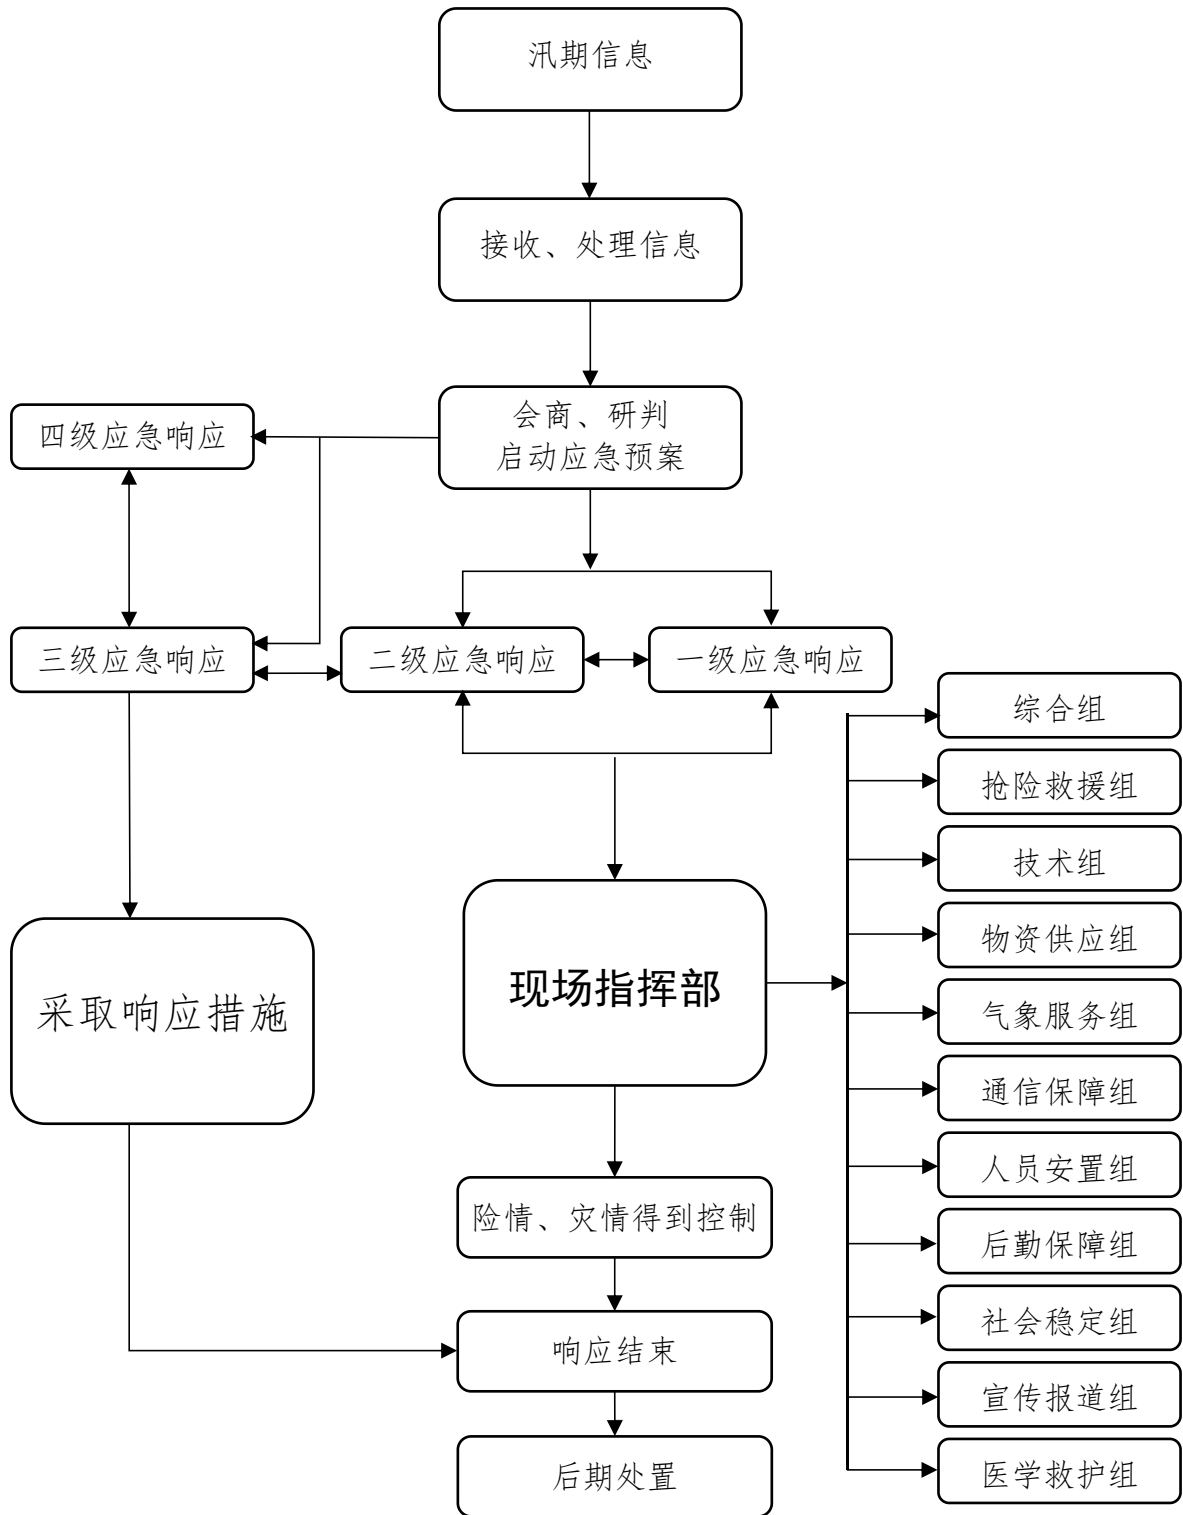 汛期信息
接收、处理信息
会商、研判
启动应急预案
四级应急响应
三级应急响应
二级应急响应
一级应急响应
综合组
抢险救援组
技术组
物资供应组
气象服务组
通信保障组
人员安置组
后勤保障组
社会稳定组
宣传报道组
医学救护组
采取响应措施
现场指挥部
险情、灾情得到控制
响应结束
后期处置